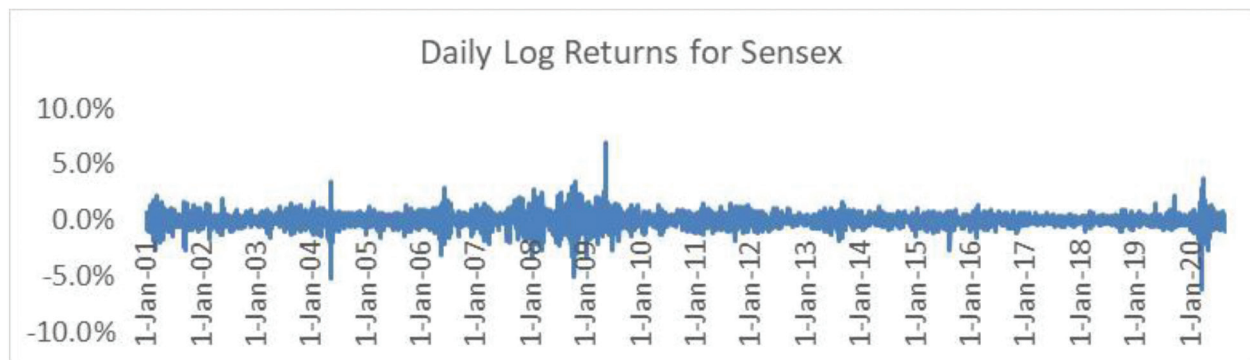 Daily Log Returns for Sensex
10.0%
5.0%
0.0%
-5.0%
-10.0%
1-Jan-01
1-Jan-02
1-Jan-03
1-Jan-04
1-Jan-05
1-Jan-06
1-Jan-07
1-Jan-08
1-Jan-09
1-Jan-10
1-Jan-11
1-Jan-12
1-Jan-13
1-Jan-14
1-Jan-15
1-Jan-16
1-Jan-17
1-Jan-18
1-Jan-19
1-Jan-20